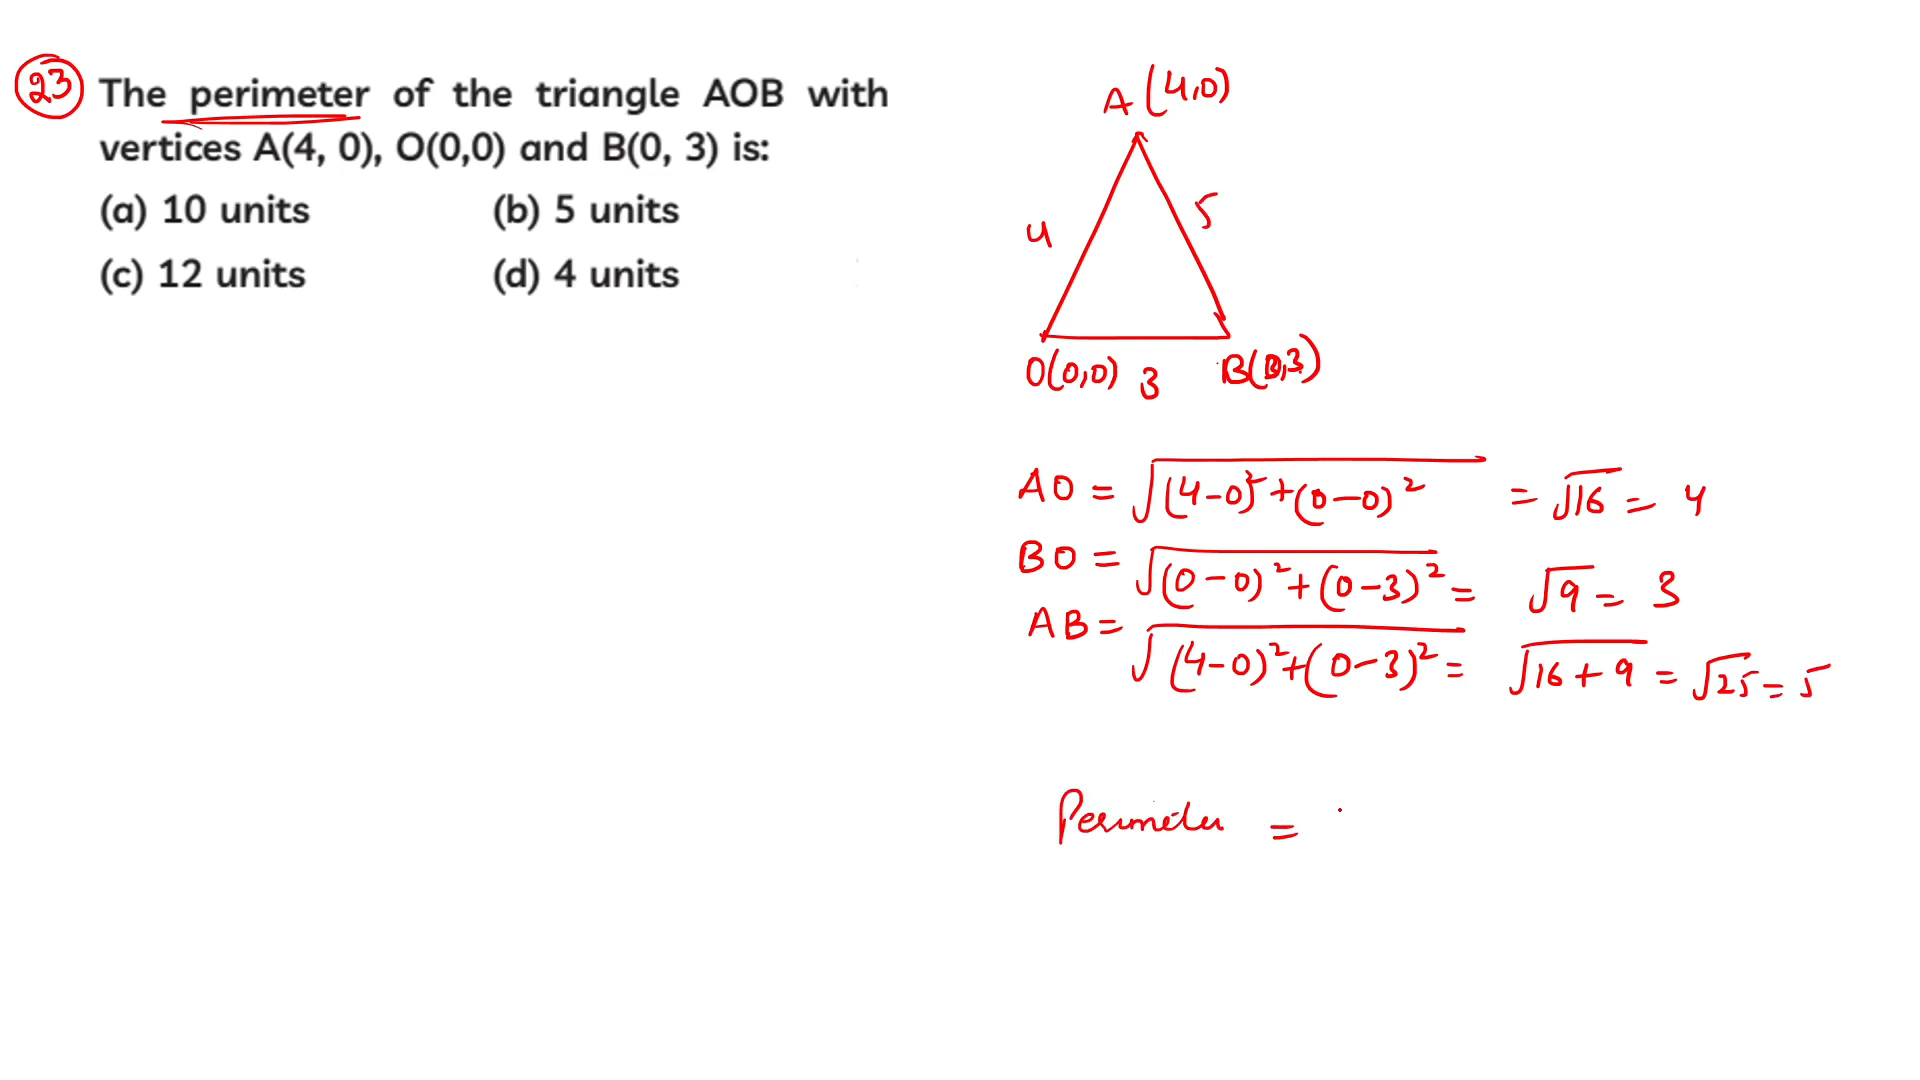 23
The perimeter of the triangle AOB with
vertices A(4, 0), O(0,0) and B(0, 3) is:
(a) 10 units (b) 5 units
(c) 12 units (d) 4 units
A (4,0)
4
5
O(0,0) 3 B(0,3)
AO = √(4-0)²+(0-0)² = √16 = 4
BO = √(0-0)²+(0-3)² = √9 = 3
AB = √(4-0)²+(0-3)² = √16+9 = √25 = 5
Perimeter =